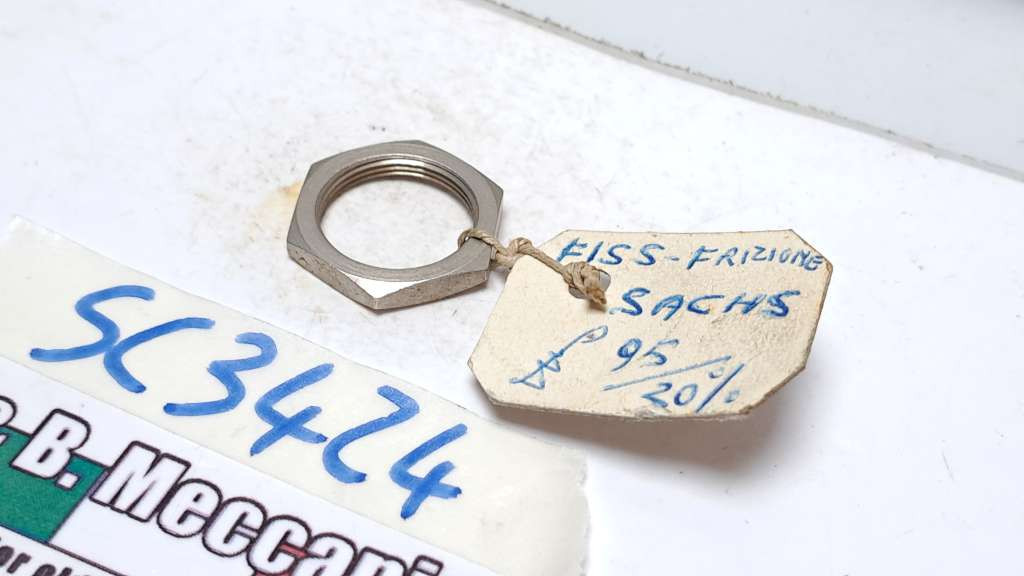 FISS-FRIZIONE
SACHS
£ 95/20%
SC3424
B. Meccani